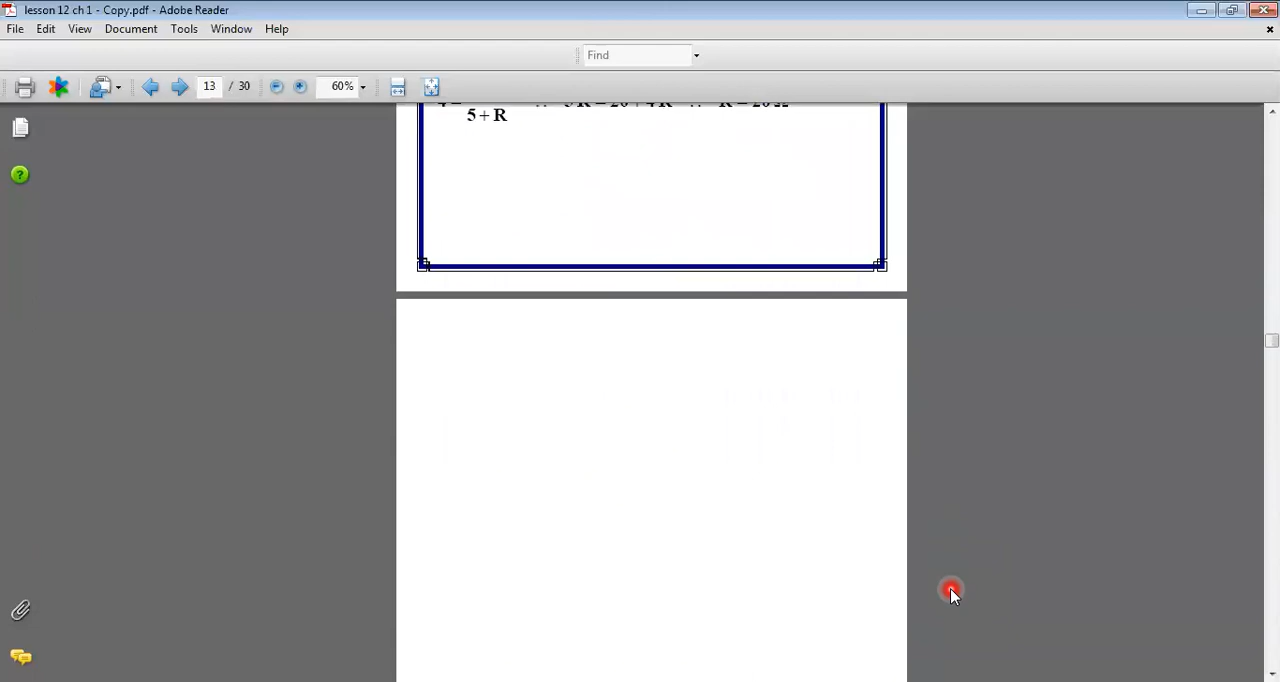 lesson 12 ch 1 - Copy.pdf - Adobe Reader
File Edit View Document Tools Window Help
Find
13 / 30 60%
5 + R